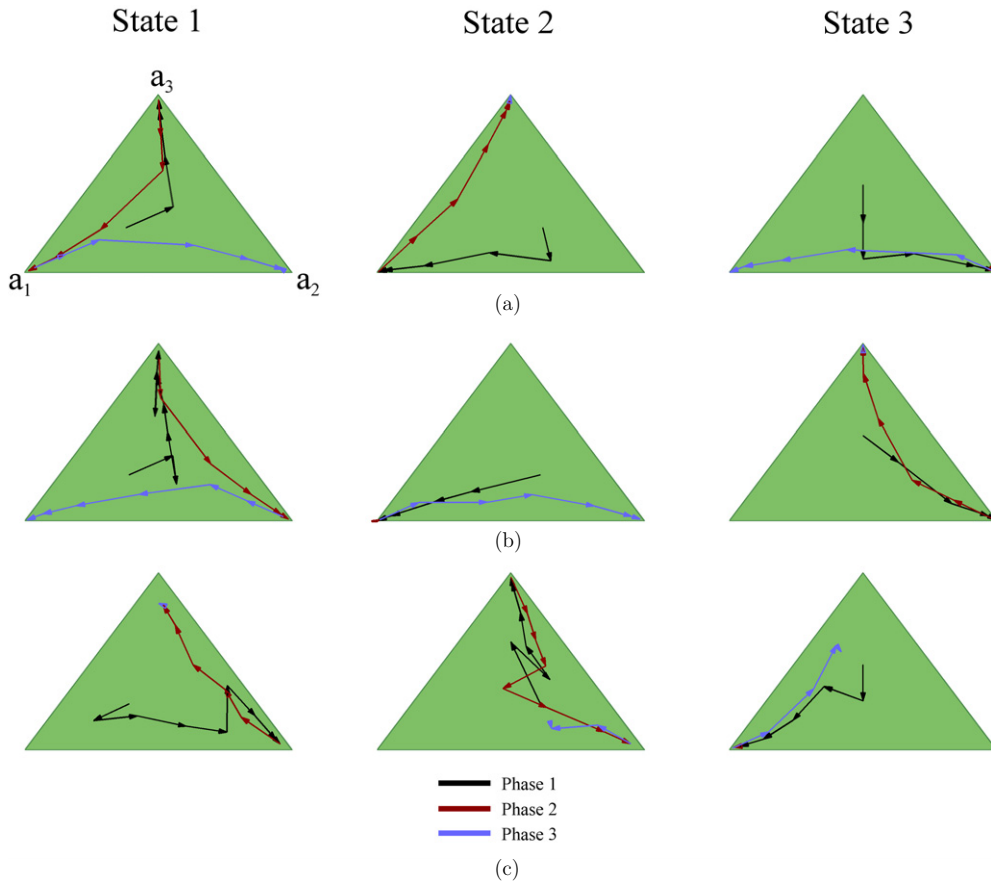 State 1 State 2 State 3
a3
a1 a2
(a)
(b)
Phase 1
Phase 2
Phase 3
(c)